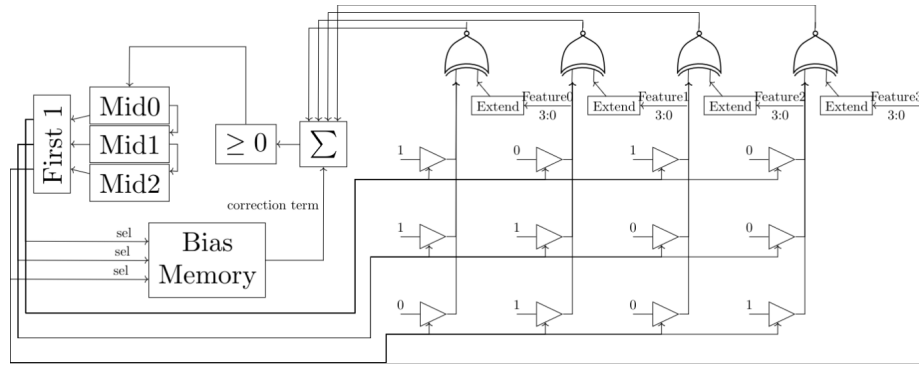 Feature0
Feature1
Feature2
Feature3
Extend
3:0
Extend
3:0
Extend
3:0
Extend
3:0
First 1
Mid0
Mid1
Mid2
≥ 0
∑
1
0
1
0
correction term
sel
sel
sel
Bias
Memory
1
1
0
0
0
1
0
1